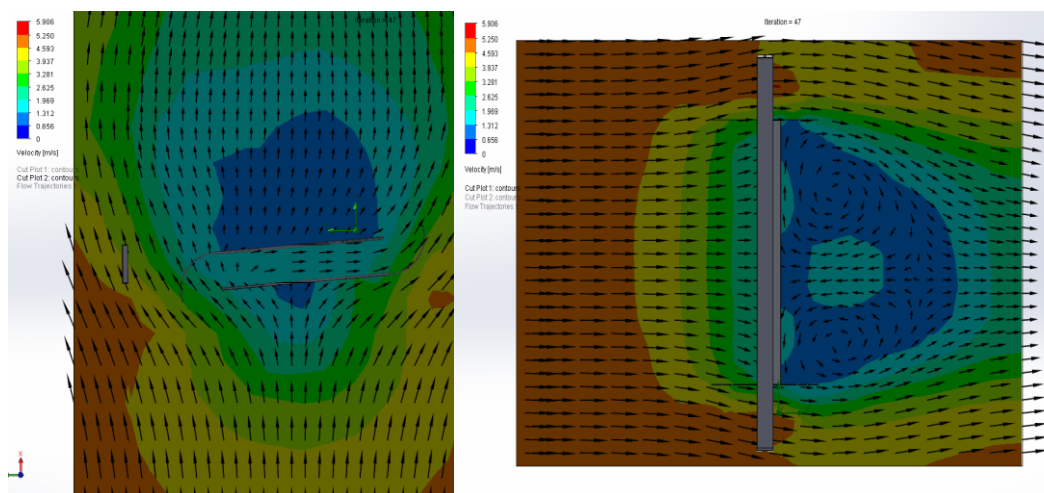 Iteration = 47
5.906
5.250
4.593
3.937
3.281
2.625
1.969
1.312
0.656
0
Velocity [m/s]
Cut Plot 1: contours
Cut Plot 2: contours
Flow Trajectories
X
Iteration = 47
5.906
5.250
4.593
3.937
3.281
2.625
1.969
1.312
0.656
0
Velocity [m/s]
Cut Plot 1: contours
Cut Plot 2: contours
Flow Trajectories